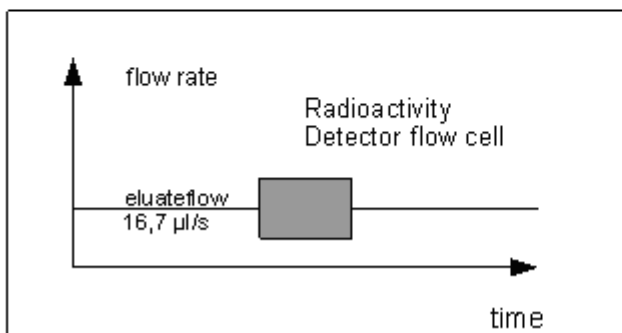 flow rate
Radioactivity
Detector flow cell
eluateflow
16,7 µl/s
time